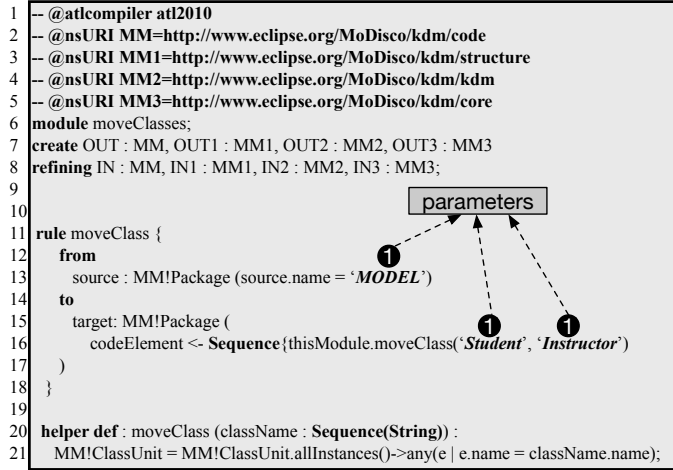 1 -- @atlcompiler atl2010
2 -- @nsURI MM=http://www.eclipse.org/MoDisco/kdm/code
3 -- @nsURI MM1=http://www.eclipse.org/MoDisco/kdm/structure
4 -- @nsURI MM2=http://www.eclipse.org/MoDisco/kdm/kdm
5 -- @nsURI MM3=http://www.eclipse.org/MoDisco/kdm/core
6 module moveClasses;
7 create OUT : MM, OUT1 : MM1, OUT2 : MM2, OUT3 : MM3
8 refining IN : MM, IN1 : MM1, IN2 : MM2, IN3 : MM3;
9
10 parameters
11 rule moveClass {
12 from 1
13 source : MM!Package (source.name = ‘MODEL’)
14 to
15 target: MM!Package ( 1 1
16 codeElement <- Sequence{thisModule.moveClass(‘Student’, ‘Instructor’)
17 )
18 }
19
20 helper def : moveClass (className : Sequence(String)) :
21 MM!ClassUnit = MM!ClassUnit.allInstances()->any(e | e.name = className.name);